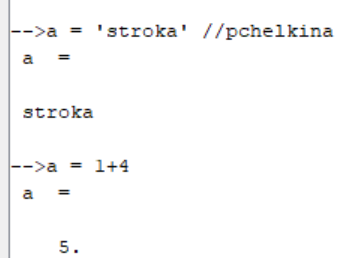 -->a = 'stroka' //pchelkina
a  =
stroka
-->a = 1+4
a  =
5.